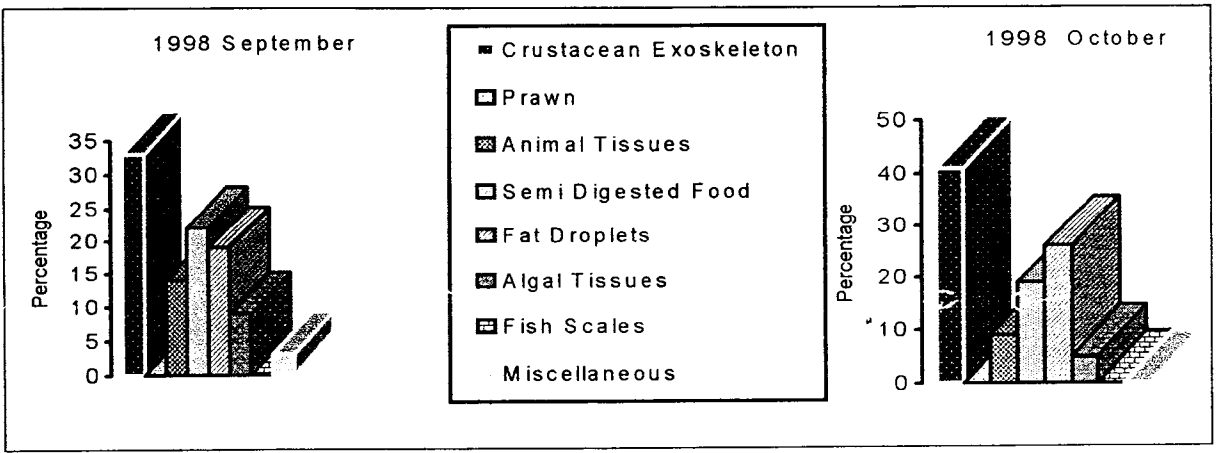 1998 September
Percentage
35
30
25
20
15
10
5
0
Crustacean Exoskeleton
Prawn
Animal Tissues
Semi Digested Food
Fat Droplets
Algal Tissues
Fish Scales
Miscellaneous
1998 October
Percentage
50
40
30
20
10
0